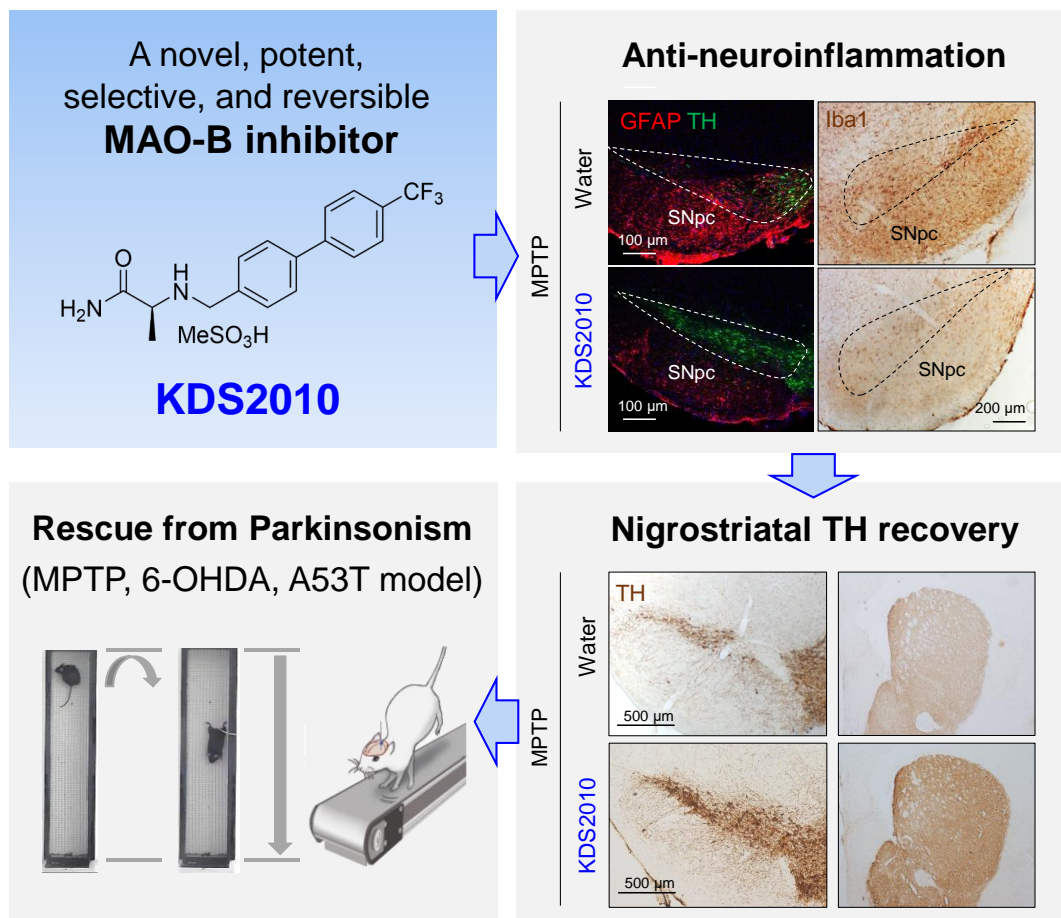 A novel, potent,
selective, and reversible
MAO-B inhibitor
CF₃
O
H
N
H₂N
MeSO₃H
KDS2010
Anti-neuroinflammation
MPTP
Water
GFAP TH
SNpc
100 µm
Iba1
SNpc
KDS2010
SNpc
100 µm
SNpc
200 µm
Nigrostriatal TH recovery
MPTP
Water
TH
500 µm
KDS2010
500 µm
Rescue from Parkinsonism
(MPTP, 6-OHDA, A53T model)